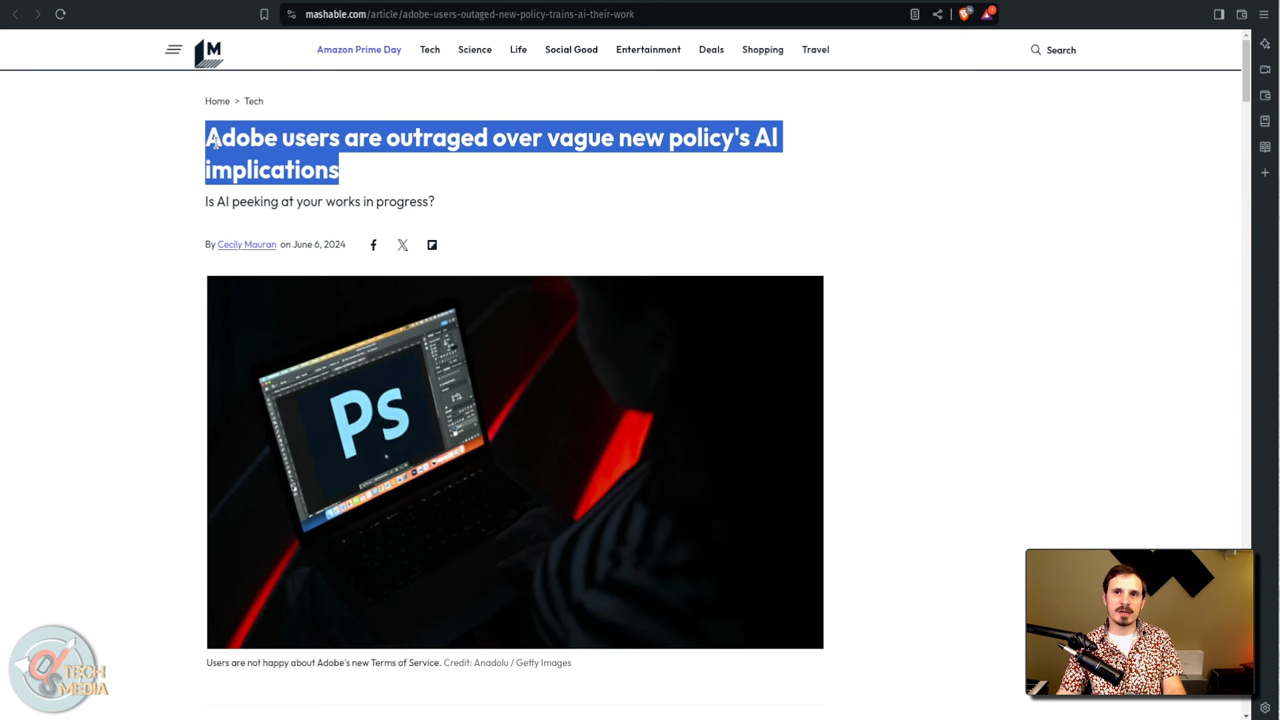 mashable.com/article/adobe-users-outaged-new-policy-trains-ai-their-work
M
Amazon Prime Day Tech Science Life Social Good Entertainment Deals Shopping Travel
Search
Home > Tech
Adobe users are outraged over vague new policy's AI
implications
Is AI peeking at your works in progress?
By Cecily Mauran on June 6, 2024
Ps
Users are not happy about Adobe's new Terms of Service. Credit: Anadolu / Getty Images
OS
TECH
MEDIA